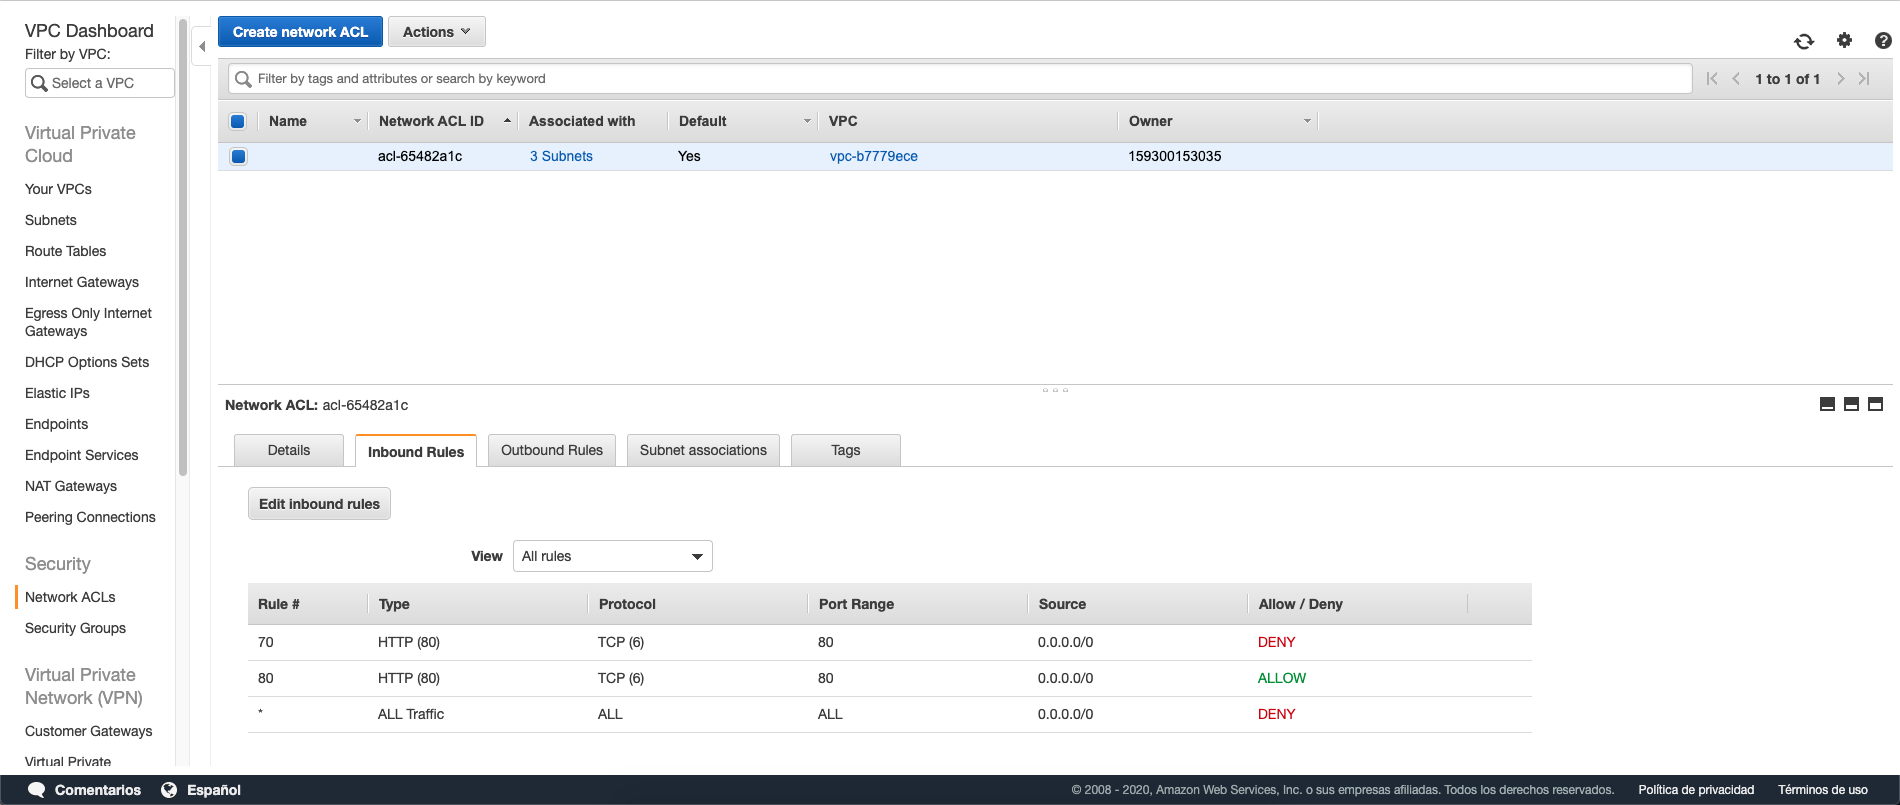 VPC Dashboard
Filter by VPC:
Select a VPC
Virtual Private
Cloud
Your VPCs
Subnets
Route Tables
Internet Gateways
Egress Only Internet
Gateways
DHCP Options Sets
Elastic IPs
Endpoints
Endpoint Services
NAT Gateways
Peering Connections
Security
Network ACLs
Security Groups
Virtual Private
Network (VPN)
Customer Gateways
Virtual Private
Create network ACL Actions
Filter by tags and attributes or search by keyword
1 to 1 of 1
Name Network ACL ID Associated with Default VPC Owner
acl-65482a1c 3 Subnets Yes vpc-b7779ece 159300153035
Network ACL: acl-65482a1c
Details Inbound Rules Outbound Rules Subnet associations Tags
Edit inbound rules
View All rules
Rule # Type Protocol Port Range Source Allow / Deny
70 HTTP (80) TCP (6) 80 0.0.0.0/0 DENY
80 HTTP (80) TCP (6) 80 0.0.0.0/0 ALLOW
* ALL Traffic ALL ALL 0.0.0.0/0 DENY
Comentarios Español © 2008 - 2020, Amazon Web Services, Inc. o sus empresas afiliadas. Todos los derechos reservados. Política de privacidad Términos de uso